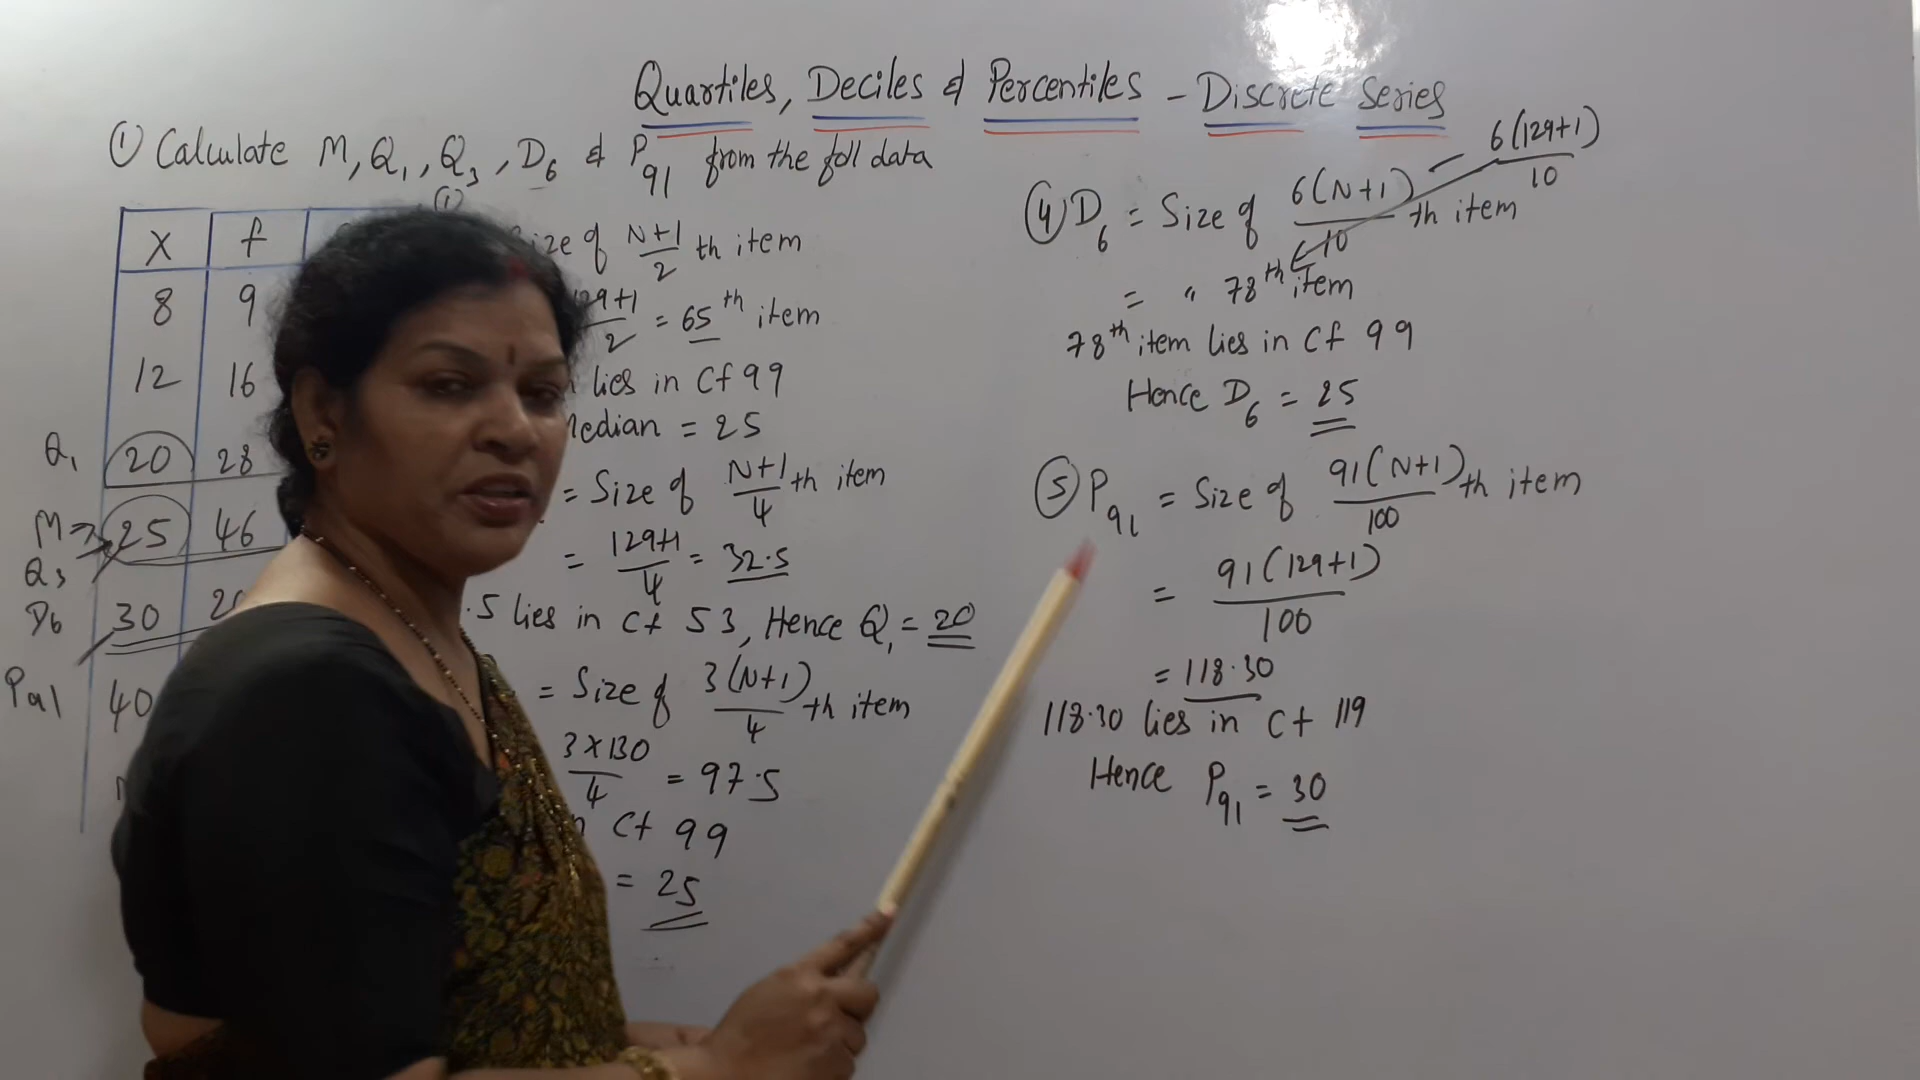 Quartiles, Deciles & Percentiles - Discrete Series
① Calculate M, Q1, Q3, D6 & P91 from the foll data
X f
8 9
12 16
Q1 20 28
M 25 46
Q3
D6 30
P91 40
①
ize of N+1/2 th item
29+1/2 = 65th item
lies in Cf 99
Median = 25
= Size of N+1/4 th item
= 129+1/4 = 32.5
.5 lies in Cf 53, Hence Q1 = 20
= Size of 3(N+1)/4 th item
3 X 130/4 = 97.5
n Cf 99
= 25
④ D6 = Size of 6(N+1)/10 th item = 6(129+1)/10
= " 78th item
78th item lies in Cf 99
Hence D6 = 25
⑤ P91 = Size of 91(N+1)/100 th item
= 91(129+1)/100
= 118.30
118.30 lies in Cf 119
Hence P91 = 30